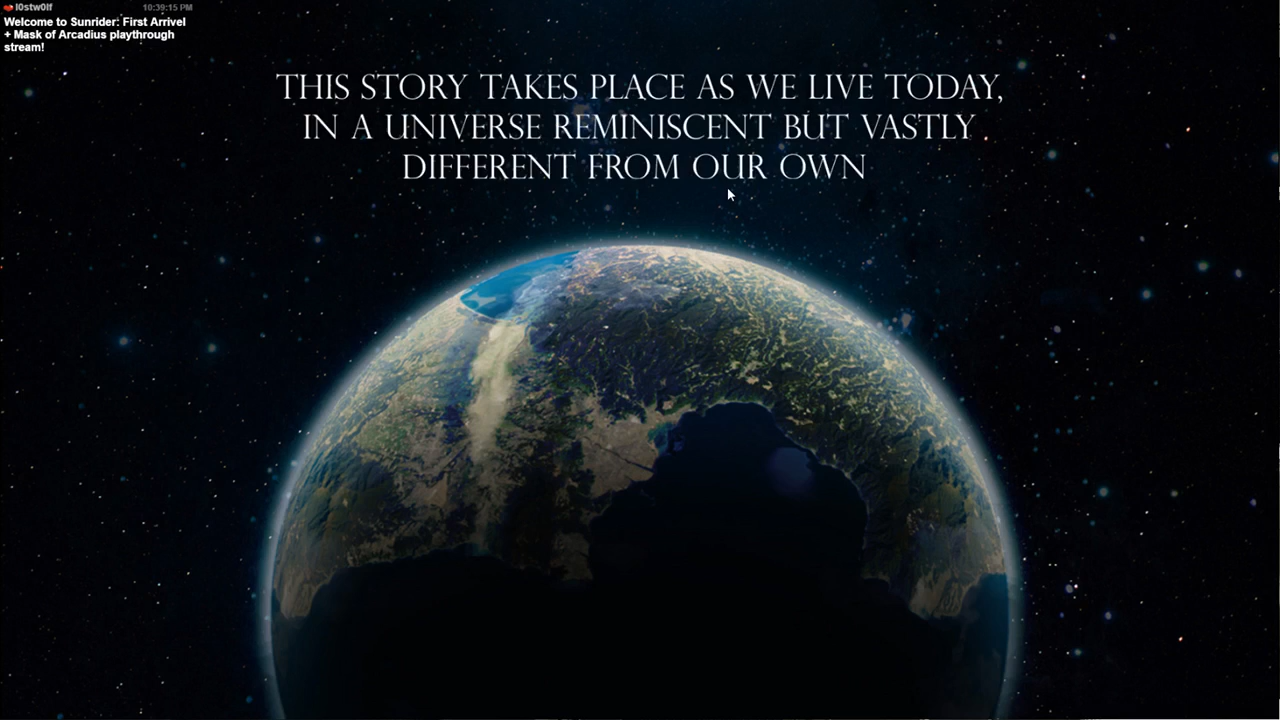 l0stw0lf 10:39:15 PM
Welcome to Sunrider: First Arrivel
+ Mask of Arcadius playthrough
stream!
THIS STORY TAKES PLACE AS WE LIVE TODAY,
IN A UNIVERSE REMINISCENT BUT VASTLY
DIFFERENT FROM OUR OWN